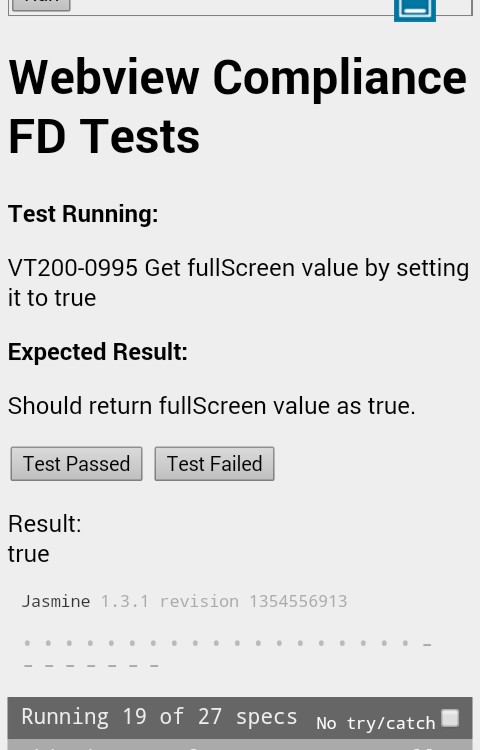 Webview Compliance
FD Tests
Test Running:
VT200-0995 Get fullScreen value by setting
it to true
Expected Result:
Should return fullScreen value as true.
Test Passed Test Failed
Result:
true
Jasmine 1.3.1 revision 1354556913
Running 19 of 27 specs No try/catch